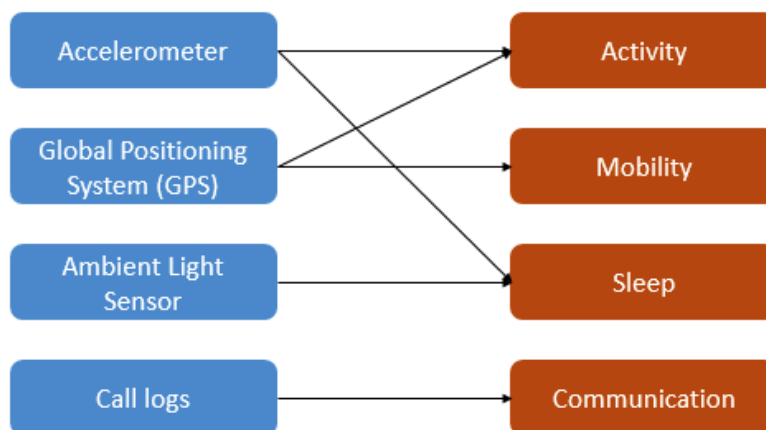 Accelerometer
Activity
Global Positioning
System (GPS)
Mobility
Ambient Light
Sensor
Sleep
Call logs
Communication